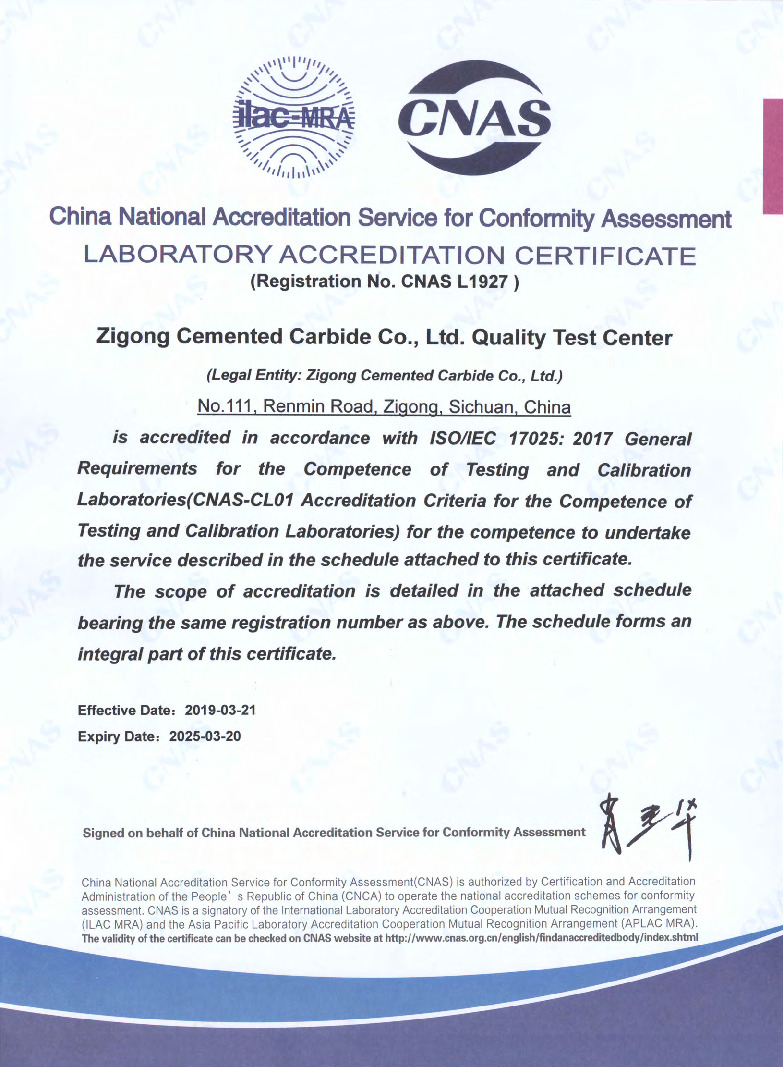 ilac-MRA
CNAS
China National Accreditation Service for Conformity Assessment
LABORATORY ACCREDITATION CERTIFICATE
(Registration No. CNAS L1927 )
Zigong Cemented Carbide Co., Ltd. Quality Test Center
(Legal Entity: Zigong Cemented Carbide Co., Ltd.)
No.111, Renmin Road, Zigong, Sichuan, China
is accredited in accordance with ISO/IEC 17025: 2017 General
Requirements for the Competence of Testing and Calibration
Laboratories(CNAS-CL01 Accreditation Criteria for the Competence of
Testing and Calibration Laboratories) for the competence to undertake
the service described in the schedule attached to this certificate.
The scope of accreditation is detailed in the attached schedule
bearing the same registration number as above. The schedule forms an
integral part of this certificate.
Effective Date：2019-03-21
Expiry Date：2025-03-20
Signed on behalf of China National Accreditation Service for Conformity Assessment
China National Accreditation Service for Conformity Assessment(CNAS) is authorized by Certification and Accreditation
Administration of the People’s Republic of China (CNCA) to operate the national accreditation schemes for conformity
assessment. CNAS is a signatory of the International Laboratory Accreditation Cooperation Mutual Recognition Arrangement
(ILAC MRA) and the Asia Pacific Laboratory Accreditation Cooperation Mutual Recognition Arrangement (APLAC MRA).
The validity of the certificate can be checked on CNAS website at http://www.cnas.org.cn/english/findanaccreditedbody/index.shtml